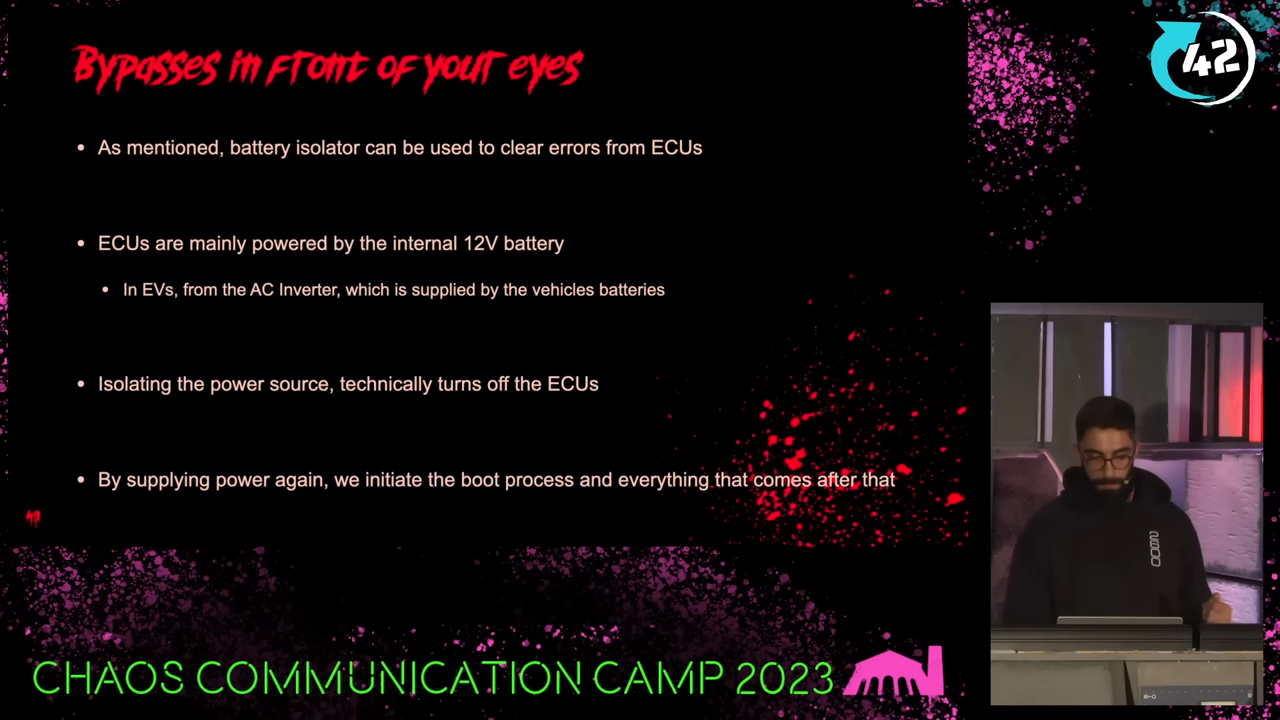 Bypasses in front of your eyes
42
As mentioned, battery isolator can be used to clear errors from ECUs
ECUs are mainly powered by the internal 12V battery
In EVs, from the AC Inverter, which is supplied by the vehicles batteries
Isolating the power source, technically turns off the ECUs
By supplying power again, we initiate the boot process and everything that comes after that
CHAOS COMMUNICATION CAMP 2023